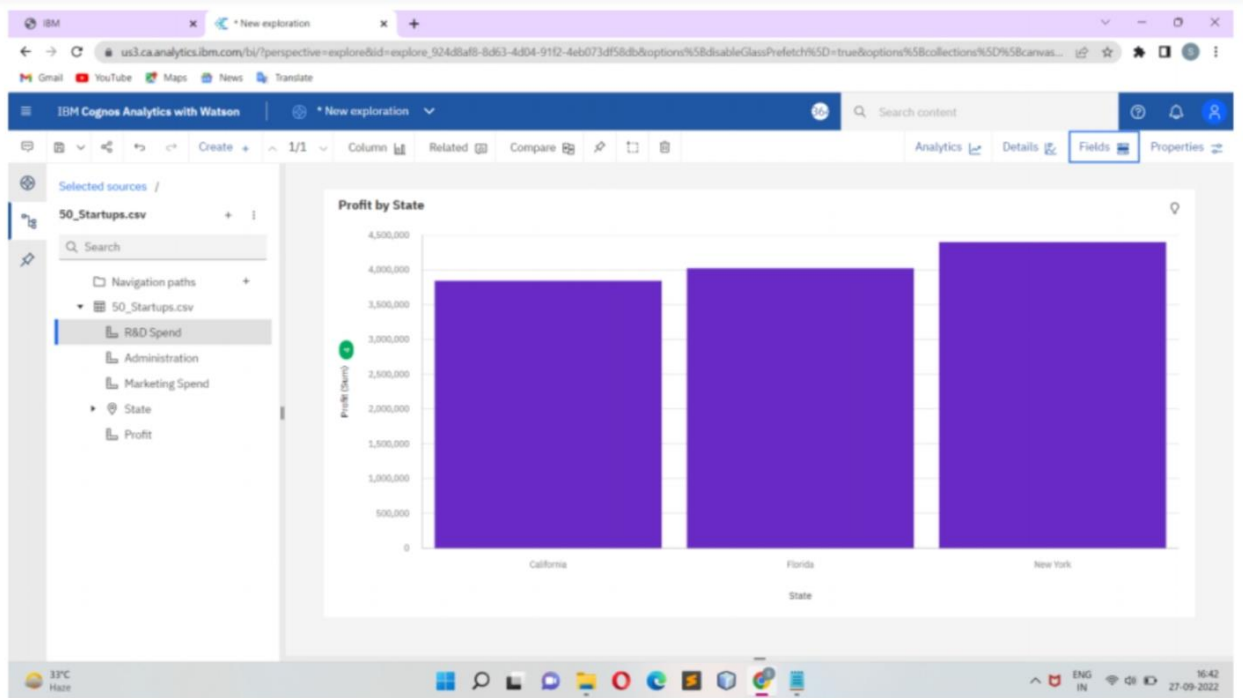 IBM
* New exploration
us3.ca.analytics.ibm.com/bi/?perspective=explore&id=explore_924d8af8-8d63-4d04-91f2-4eb073df58db&options%5BdisableGlassPrefetch%5D=true&options%5Bcollections%5D%5Bcanvas...
S
Gmail YouTube Maps News Translate
IBM Cognos Analytics with Watson * New exploration Search content
Create + 1/1 Column Related Compare Analytics Details Fields Properties
Selected sources /
50_Startups.csv
Search
Navigation paths
50_Startups.csv
R&D Spend
Administration
Marketing Spend
State
Profit
Profit by State
4,500,000
4,000,000
3,500,000
3,000,000
2,500,000
2,000,000
1,500,000
1,000,000
500,000
0
Profit (Sum)
California Florida New York
State
33°C
Haze
ENG
IN
16:42
27-09-2022